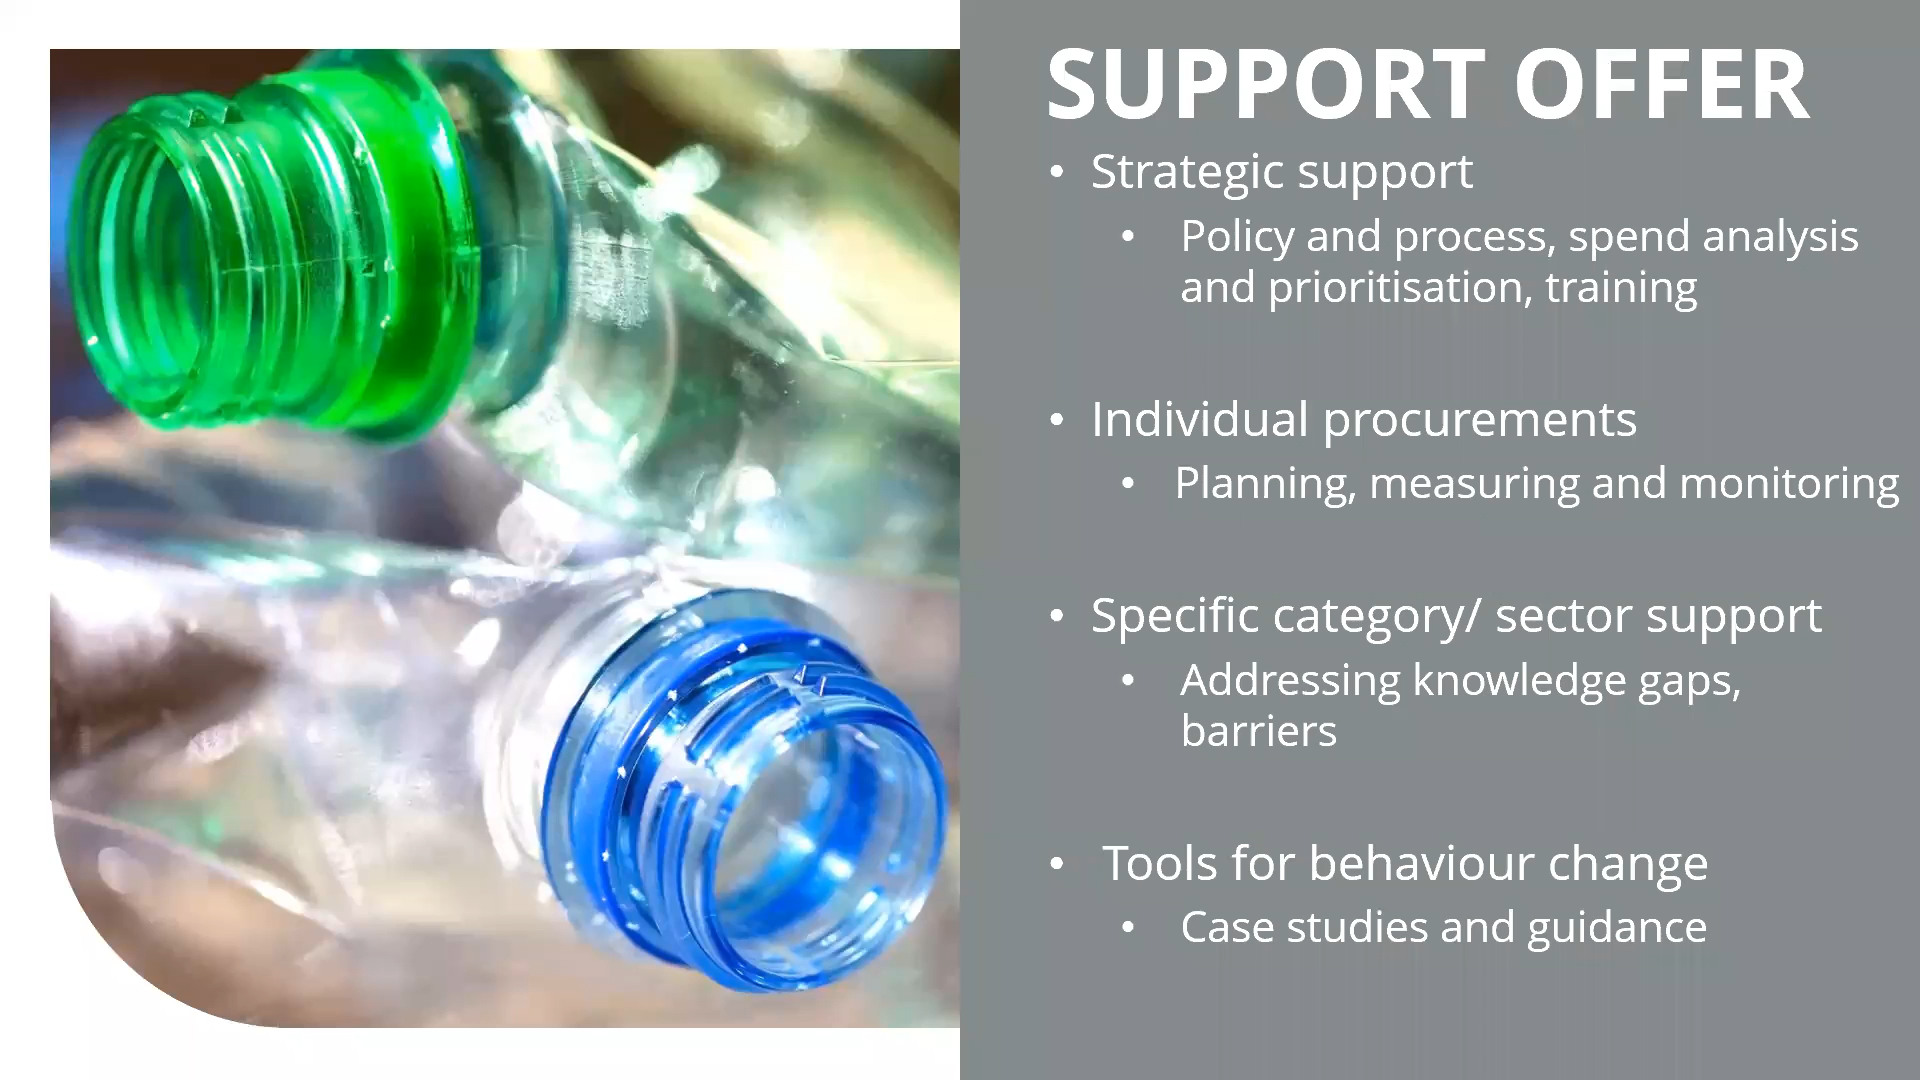 SUPPORT OFFER
• Strategic support
• Policy and process, spend analysis
and prioritisation, training
• Individual procurements
• Planning, measuring and monitoring
• Specific category/ sector support
• Addressing knowledge gaps,
barriers
• Tools for behaviour change
• Case studies and guidance